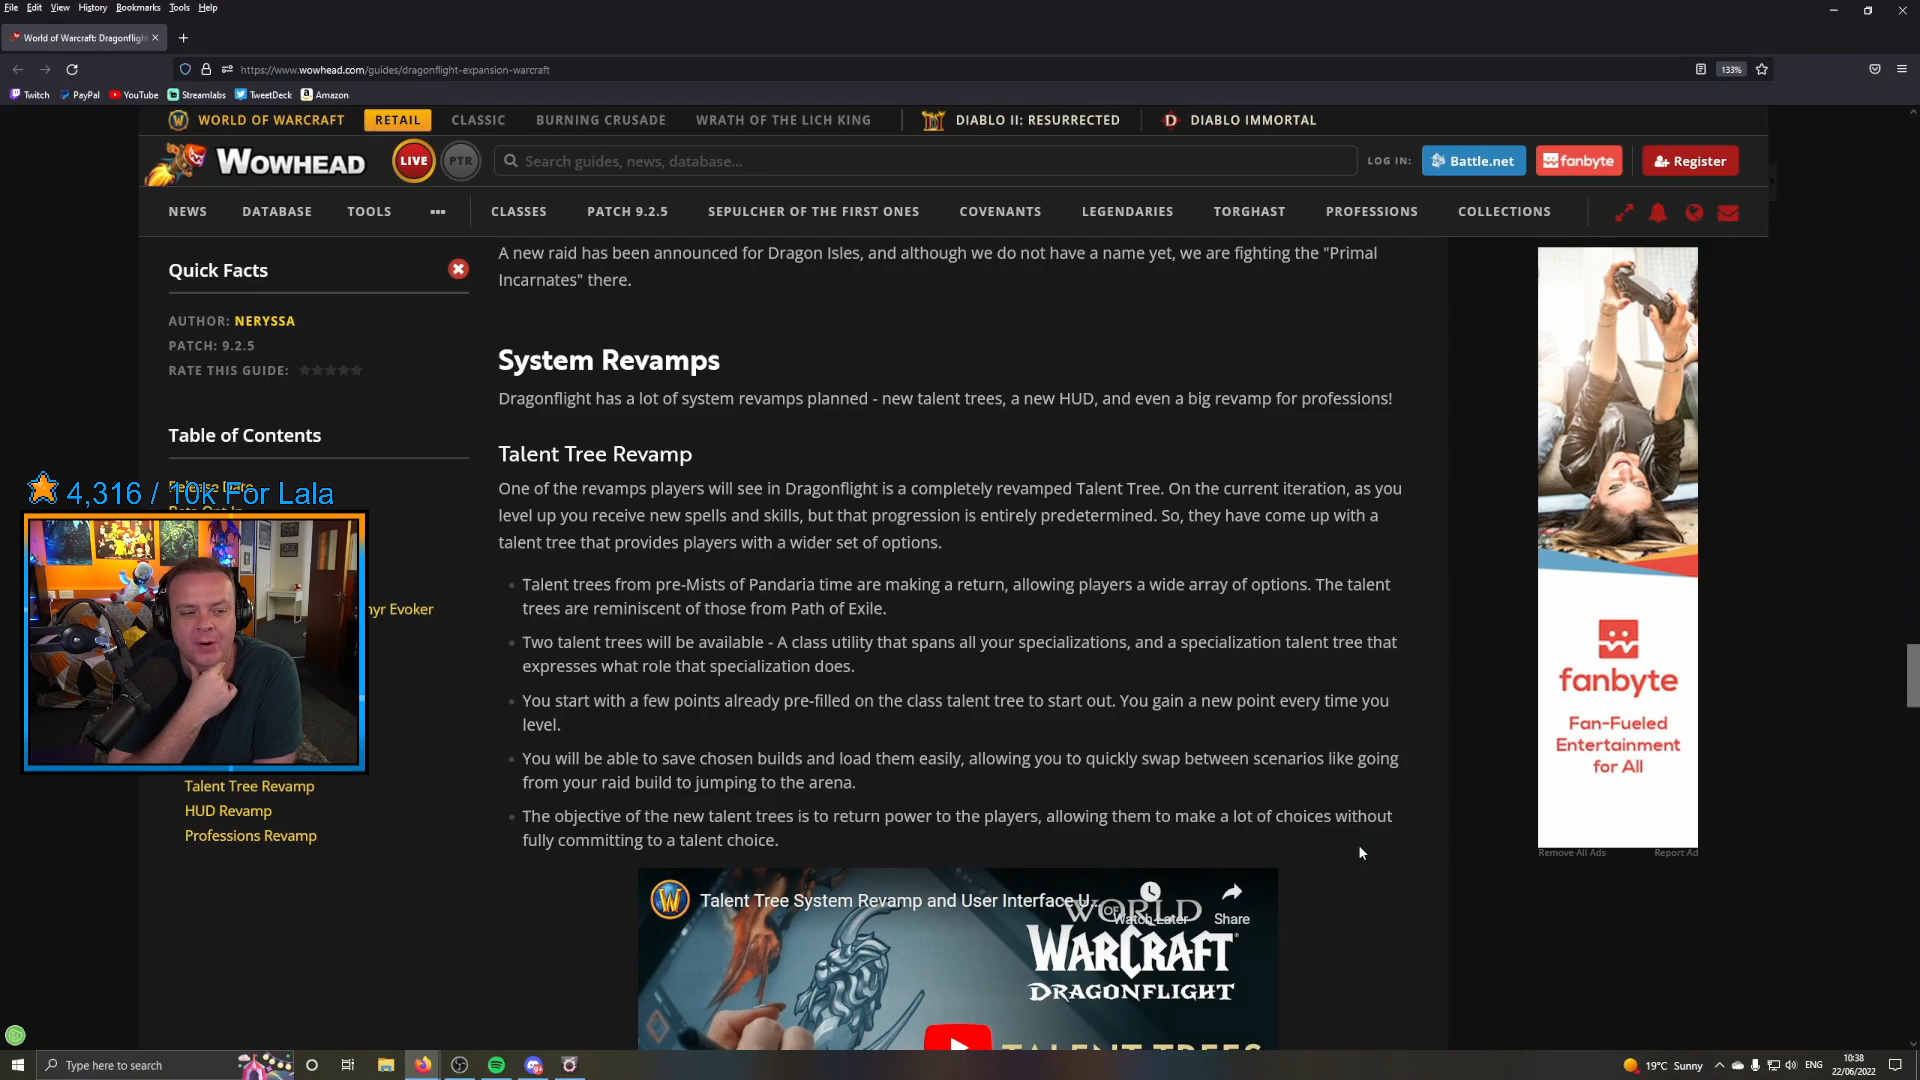 File Edit View History Bookmarks Tools Help
World of Warcraft: Dragonfligh
https://www.wowhead.com/guides/dragonflight-expansion-warcraft
133%
Twitch PayPal YouTube Streamlabs TweetDeck Amazon
WORLD OF WARCRAFT RETAIL CLASSIC BURNING CRUSADE WRATH OF THE LICH KING DIABLO II: RESURRECTED DIABLO IMMORTAL
WOWHEAD LIVE PTR Search guides, news, database... LOG IN: Battle.net fanbyte Register
NEWS DATABASE TOOLS ••• CLASSES PATCH 9.2.5 SEPULCHER OF THE FIRST ONES COVENANTS LEGENDARIES TORGHAST PROFESSIONS COLLECTIONS
Quick Facts
AUTHOR: NERYSSA
PATCH: 9.2.5
RATE THIS GUIDE:
Table of Contents
4,316 / 10k For Lala
hyr Evoker
Talent Tree Revamp
HUD Revamp
Professions Revamp
A new raid has been announced for Dragon Isles, and although we do not have a name yet, we are fighting the "Primal
Incarnates" there.
System Revamps
Dragonflight has a lot of system revamps planned - new talent trees, a new HUD, and even a big revamp for professions!
Talent Tree Revamp
One of the revamps players will see in Dragonflight is a completely revamped Talent Tree. On the current iteration, as you
level up you receive new spells and skills, but that progression is entirely predetermined. So, they have come up with a
talent tree that provides players with a wider set of options.
• Talent trees from pre-Mists of Pandaria time are making a return, allowing players a wide array of options. The talent
trees are reminiscent of those from Path of Exile.
• Two talent trees will be available - A class utility that spans all your specializations, and a specialization talent tree that
expresses what role that specialization does.
• You start with a few points already pre-filled on the class talent tree to start out. You gain a new point every time you
level.
• You will be able to save chosen builds and load them easily, allowing you to quickly swap between scenarios like going
from your raid build to jumping to the arena.
• The objective of the new talent trees is to return power to the players, allowing them to make a lot of choices without
fully committing to a talent choice.
Talent Tree System Revamp and User Interface U...
Watch Later Share
WORLD OF
WARCRAFT
DRAGONFLIGHT
TALENT TREES
fanbyte
Fan-Fueled
Entertainment
for All
Remove All Ads Report Ad
Type here to search
19°C Sunny ENG 10:38
22/06/2022